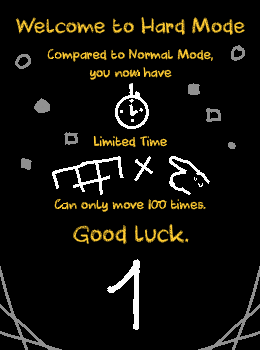 Welcome to Hard Mode
Compared to Normal Mode,
you now have
Limited Time
Can only move 100 times.
Good Luck.
1